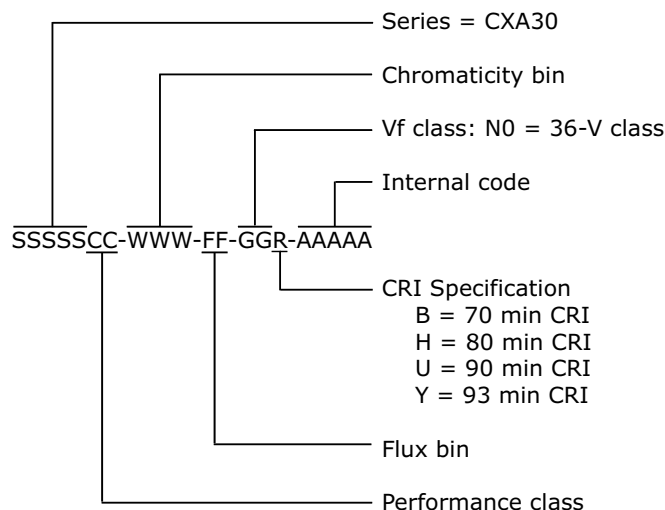 Series = CXA30
Chromaticity bin
Vf class: N0 = 36-V class
Internal code
SSSSSCC-WWW-FF-GGR-AAAAA
CRI Specification
B = 70 min CRI
H = 80 min CRI
U = 90 min CRI
Y = 93 min CRI
Flux bin
Performance class